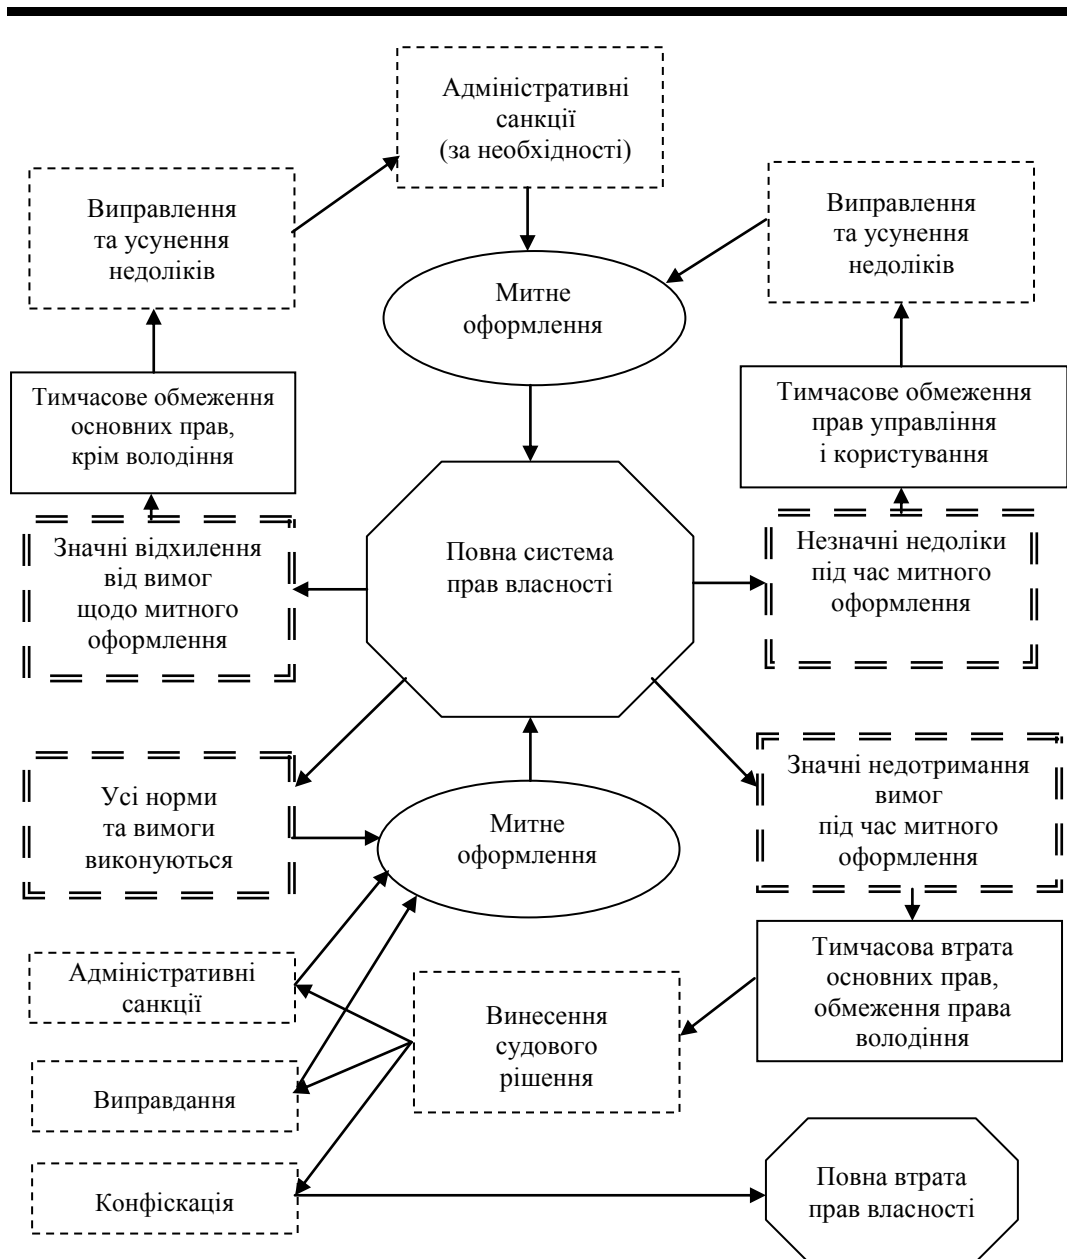 Адміністративні
санкції
(за необхідності)
Виправлення
та усунення
недоліків
Виправлення
та усунення
недоліків
Митне
оформлення
Тимчасове обмеження
основних прав,
крім володіння
Тимчасове обмеження
прав управління
і користування
Значні відхилення
від вимог
щодо митного
оформлення
Повна система
прав власності
Незначні недоліки
під час митного
оформлення
Усі норми
та вимоги
виконуються
Митне
оформлення
Значні недотримання
вимог
під час митного
оформлення
Адміністративні
санкції
Винесення
судового
рішення
Тимчасова втрата
основних прав,
обмеження права
володіння
Виправдання
Конфіскація
Повна втрата
прав власності